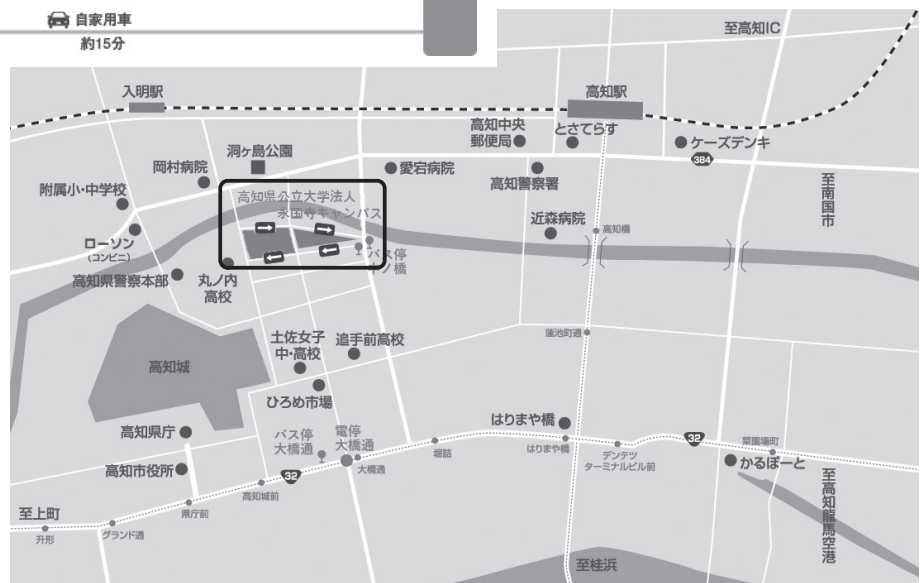 自家用車
約15分
至高知IC
入明駅
高知駅
高知中央
郵便局
とさてらす
ケーズデンキ
384
洞ヶ島公園
岡村病院
愛宕病院
高知警察署
附属小・中学校
高知県公立大学法人
永国寺キャンパス
至南国市
近森病院
高知橋
ローソン
(コンビニ)
バス停
中ノ橋
高知県警察本部
丸ノ内
高校
蓮池町通
土佐女子
中・高校
追手前高校
高知城
ひろめ市場
はりまや橋
高知県庁
バス停
大橋通
電停
大橋通
堀詰
はりまや橋
32
菜園場町
デンテツ
ターミナルビル前
かるぽーと
高知市役所
大橋通
32
高知城前
至高知龍馬空港
至上町
県庁前
グランド通
升形
至桂浜